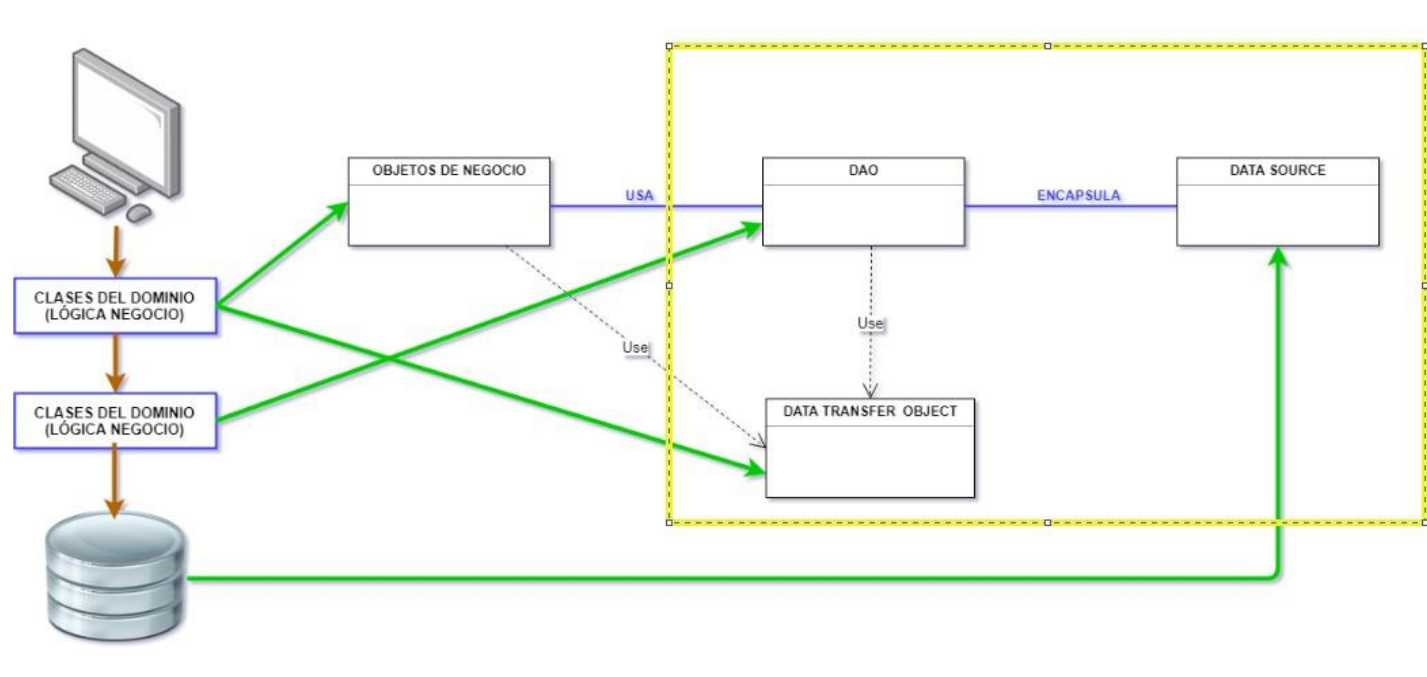 OBJETOS DE NEGOCIO
USA
DAO
ENCAPSULA
DATA SOURCE
CLASES DEL DOMINIO
(LÓGICA NEGOCIO)
Use
Use
CLASES DEL DOMINIO
(LÓGICA NEGOCIO)
DATA TRANSFER OBJECT